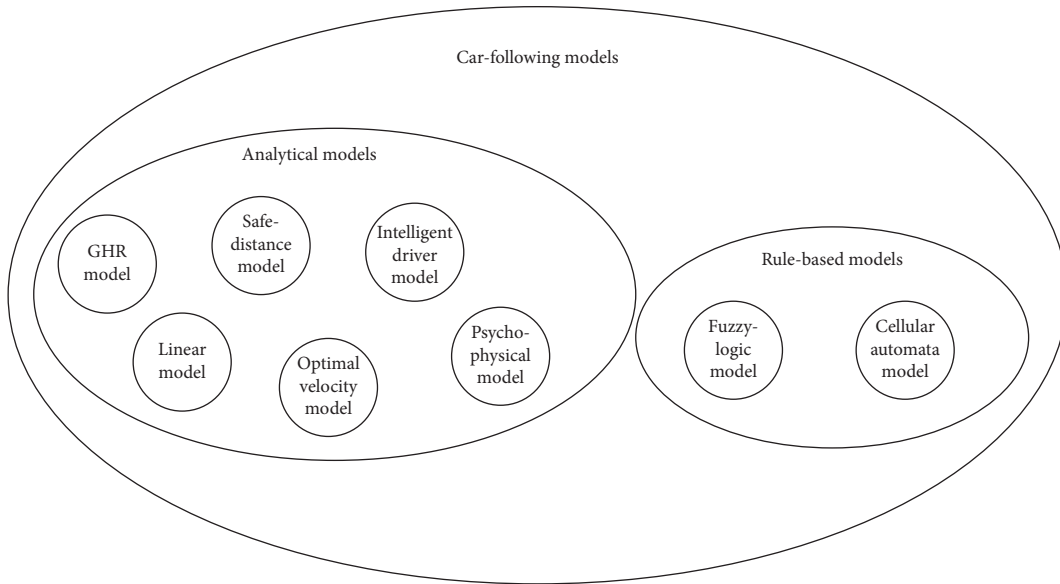 Car-following models
Analytical models
GHR
model
Safe-
distance
model
Intelligent
driver
model
Linear
model
Optimal
velocity
model
Psycho-
physical
model
Rule-based models
Fuzzy-
logic
model
Cellular
automata
model